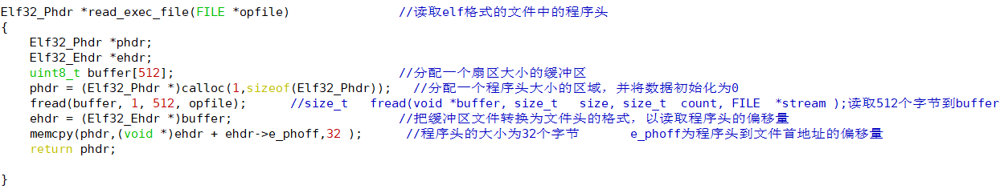 Elf32_Phdr *read_exec_file(FILE *opfile) //读取elf格式的文件中的程序头
{
Elf32_Phdr *phdr;
Elf32_Ehdr *ehdr;
uint8_t buffer[512]; //分配一个扇区大小的缓冲区
phdr = (Elf32_Phdr *)calloc(1,sizeof(Elf32_Phdr)); //分配一个程序头大小的区域，并将数据初始化为0
fread(buffer, 1, 512, opfile); //size_t fread(void *buffer, size_t size, size_t count, FILE *stream );读取512个字节到buffer
ehdr = (Elf32_Ehdr *)buffer; //把缓冲区文件转换为文件头的格式，以读取程序头的偏移量
memcpy(phdr,(void *)ehdr + ehdr->e_phoff,32 ); //程序头的大小为32个字节 e_phoff为程序头到文件首地址的偏移量
return phdr;
}